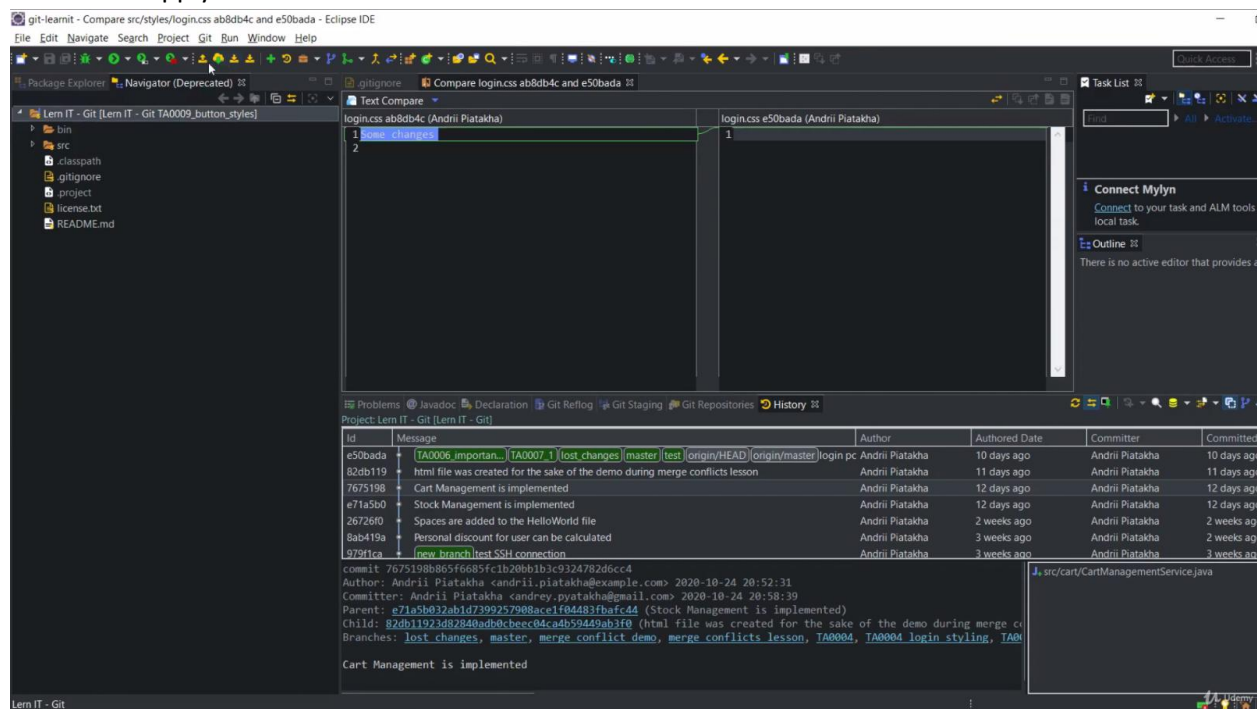 git-learnit - Compare src/styles/login.css ab8db4c and e50bada - Eclipse IDE
File Edit Navigate Search Project Git Run Window Help
Quick Access
Package Explorer Navigator (Deprecated)
.gitignore Compare login.css ab8db4c and e50bada
Task List
Lern IT - Git [Lern IT - Git TA0009_button_styles]
bin
src
.classpath
.gitignore
.project
license.txt
README.md
Text Compare
login.css ab8db4c (Andrii Piatakha) login.css e50bada (Andrii Piatakha)
1 Some changes 1
2
Find All Activate.
Connect Mylyn
Connect to your task and ALM tools
local task.
Outline
There is no active editor that provides a
Problems Javadoc Declaration Git Reflog Git Staging Git Repositories History
Project: Lern IT - Git [Lern IT - Git]
Id Message Author Authored Date Committer Committed
e50bada TA0006_importan... TA0007_1 lost_changes master test origin/HEAD origin/master login pc Andrii Piatakha 10 days ago Andrii Piatakha 10 days ago
82db119 html file was created for the sake of the demo during merge conflicts lesson Andrii Piatakha 11 days ago Andrii Piatakha 11 days ago
7675198 Cart Management is implemented Andrii Piatakha 12 days ago Andrii Piatakha 12 days ago
e71a5b0 Stock Management is implemented Andrii Piatakha 12 days ago Andrii Piatakha 12 days ago
26726f0 Spaces are added to the HelloWorld file Andrii Piatakha 2 weeks ago Andrii Piatakha 2 weeks ag
8ab419a Personal discount for user can be calculated Andrii Piatakha 3 weeks ago Andrii Piatakha 2 weeks ag
979f1ca new_branch test SSH connection Andrii Piatakha 3 weeks ago Andrii Piatakha 3 weeks ag
commit 7675198b865f6685fc1b20bb1b3c9324782d6cc4
Author: Andrii Piatakha <andrii.piatakha@example.com> 2020-10-24 20:52:31
Committer: Andrii Piatakha <andrey.pyatakha@gmail.com> 2020-10-24 20:58:39
Parent: e71a5b032ab1d7399257908ace1f04483fbafc44 (Stock Management is implemented)
Child: 82db11923d82840adb0cbeec04ca4b59449ab3f0 (html file was created for the sake of the demo during merge co
Branches: lost_changes, master, merge_conflict_demo, merge_conflicts_lesson, TA0004, TA0004_login_styling, TA00
Cart Management is implemented
src/cart/CartManagementService.java
Lern IT - Git
Udemy